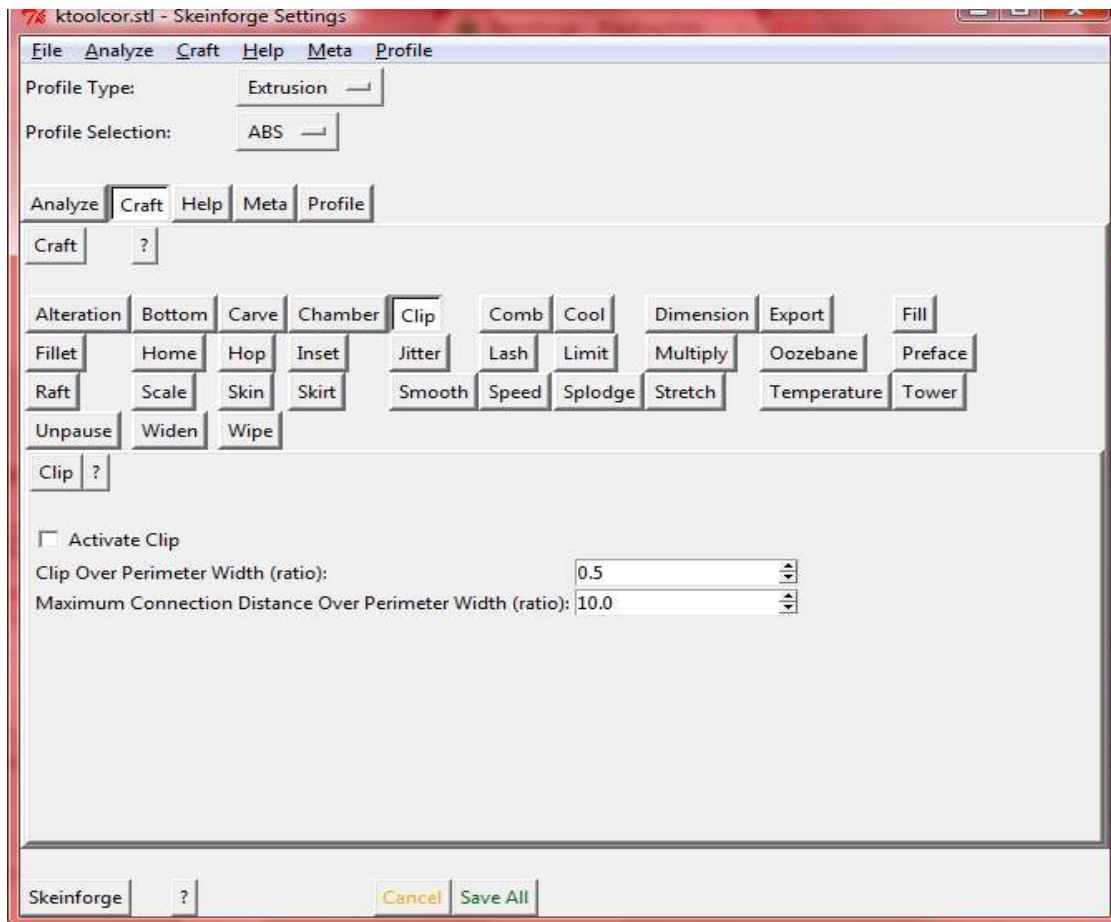 ktoolcor.stl - Skeinforge Settings
File Analyze Craft Help Meta Profile
Profile Type: Extrusion
Profile Selection: ABS
Analyze Craft Help Meta Profile
Craft ?
Alteration Bottom Carve Chamber Clip Comb Cool Dimension Export Fill
Fillet Home Hop Inset Jitter Lash Limit Multiply Oozebane Preface
Raft Scale Skin Skirt Smooth Speed Splodge Stretch Temperature Tower
Unpause Widen Wipe
Clip ?
Activate Clip
Clip Over Perimeter Width (ratio): 0.5
Maximum Connection Distance Over Perimeter Width (ratio): 10.0
Skeinforge ? Cancel Save All